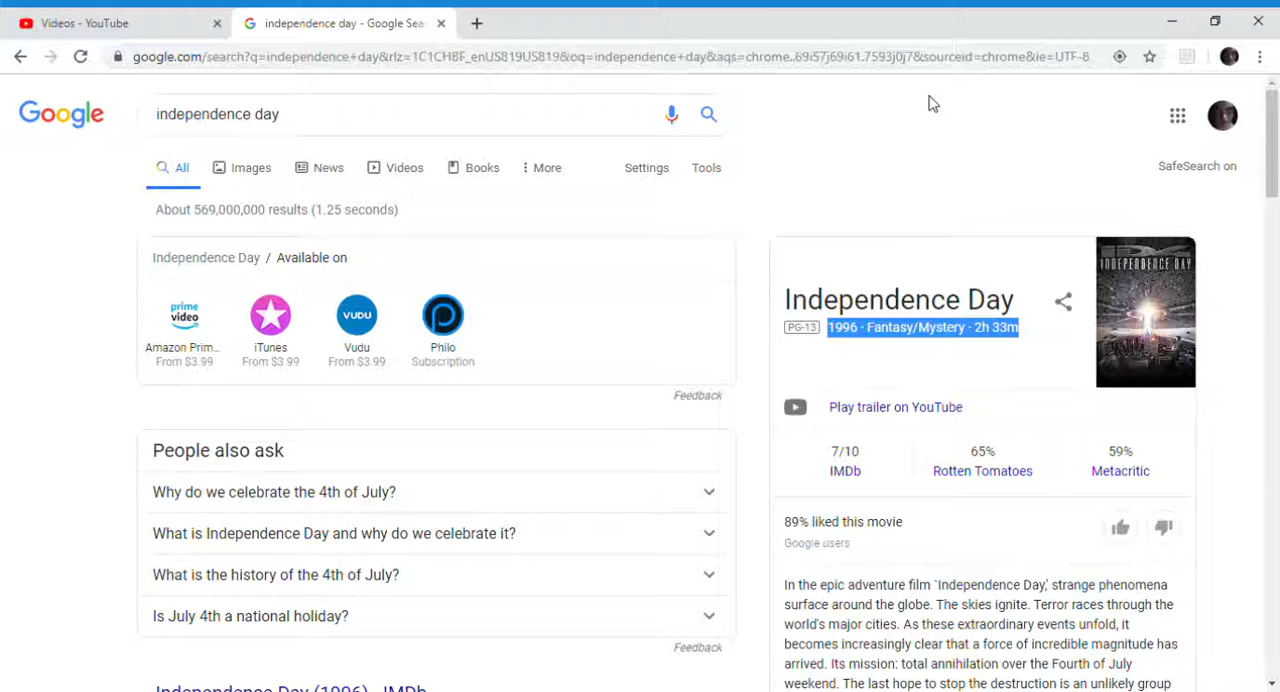 Videos - YouTube
independence day - Google Sea
google.com/search?q=independence+day&rlz=1C1CHBF_enUS819US819&oq=independence+day&aqs=chrome..69i57j69i61.7593j0j7&sourceid=chrome&ie=UTF-8
Google
independence day
All Images News Videos Books More Settings Tools
SafeSearch on
About 569,000,000 results (1.25 seconds)
Independence Day / Available on
prime video
VUDU
Amazon Prim... iTunes Vudu Philo
From $3.99 From $3.99 From $3.99 Subscription
Feedback
People also ask
Why do we celebrate the 4th of July?
What is Independence Day and why do we celebrate it?
What is the history of the 4th of July?
Is July 4th a national holiday?
Feedback
Independence Day (1996) - IMDb
Independence Day
PG-13 1996 · Fantasy/Mystery · 2h 33m
INDEPENDENCE DAY
Play trailer on YouTube
7/10 65% 59%
IMDb Rotten Tomatoes Metacritic
89% liked this movie
Google users
In the epic adventure film `Independence Day,' strange phenomena
surface around the globe. The skies ignite. Terror races through the
world's major cities. As these extraordinary events unfold, it
becomes increasingly clear that a force of incredible magnitude has
arrived. Its mission: total annihilation over the Fourth of July
weekend. The last hope to stop the destruction is an unlikely group